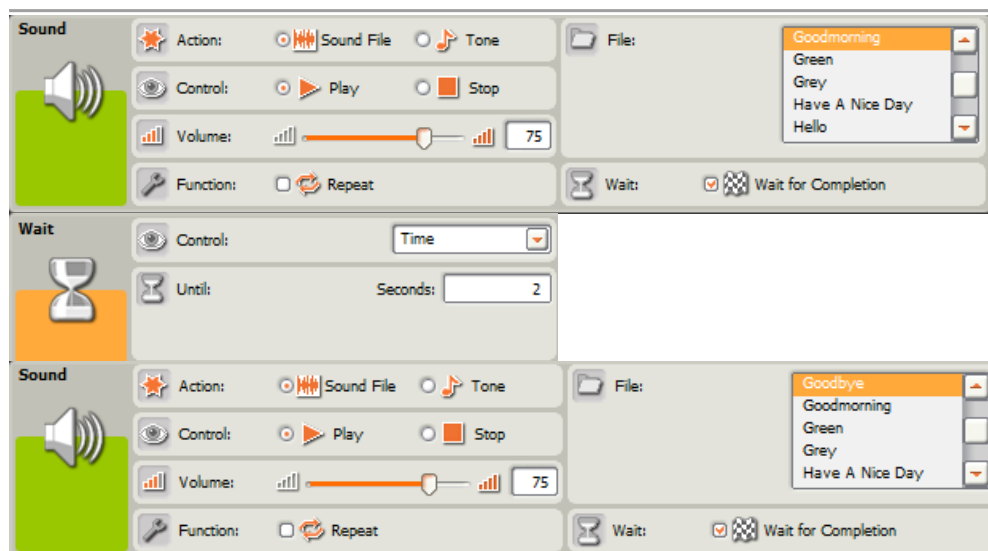 Sound
Action: Sound File Tone
Control: Play Stop
Volume: 75
Function: Repeat
File:
Goodmorning
Green
Grey
Have A Nice Day
Hello
Wait: Wait for Completion
Wait
Control: Time
Until: Seconds: 2
Sound
Action: Sound File Tone
Control: Play Stop
Volume: 75
Function: Repeat
File:
Goodbye
Goodmorning
Green
Grey
Have A Nice Day
Wait: Wait for Completion